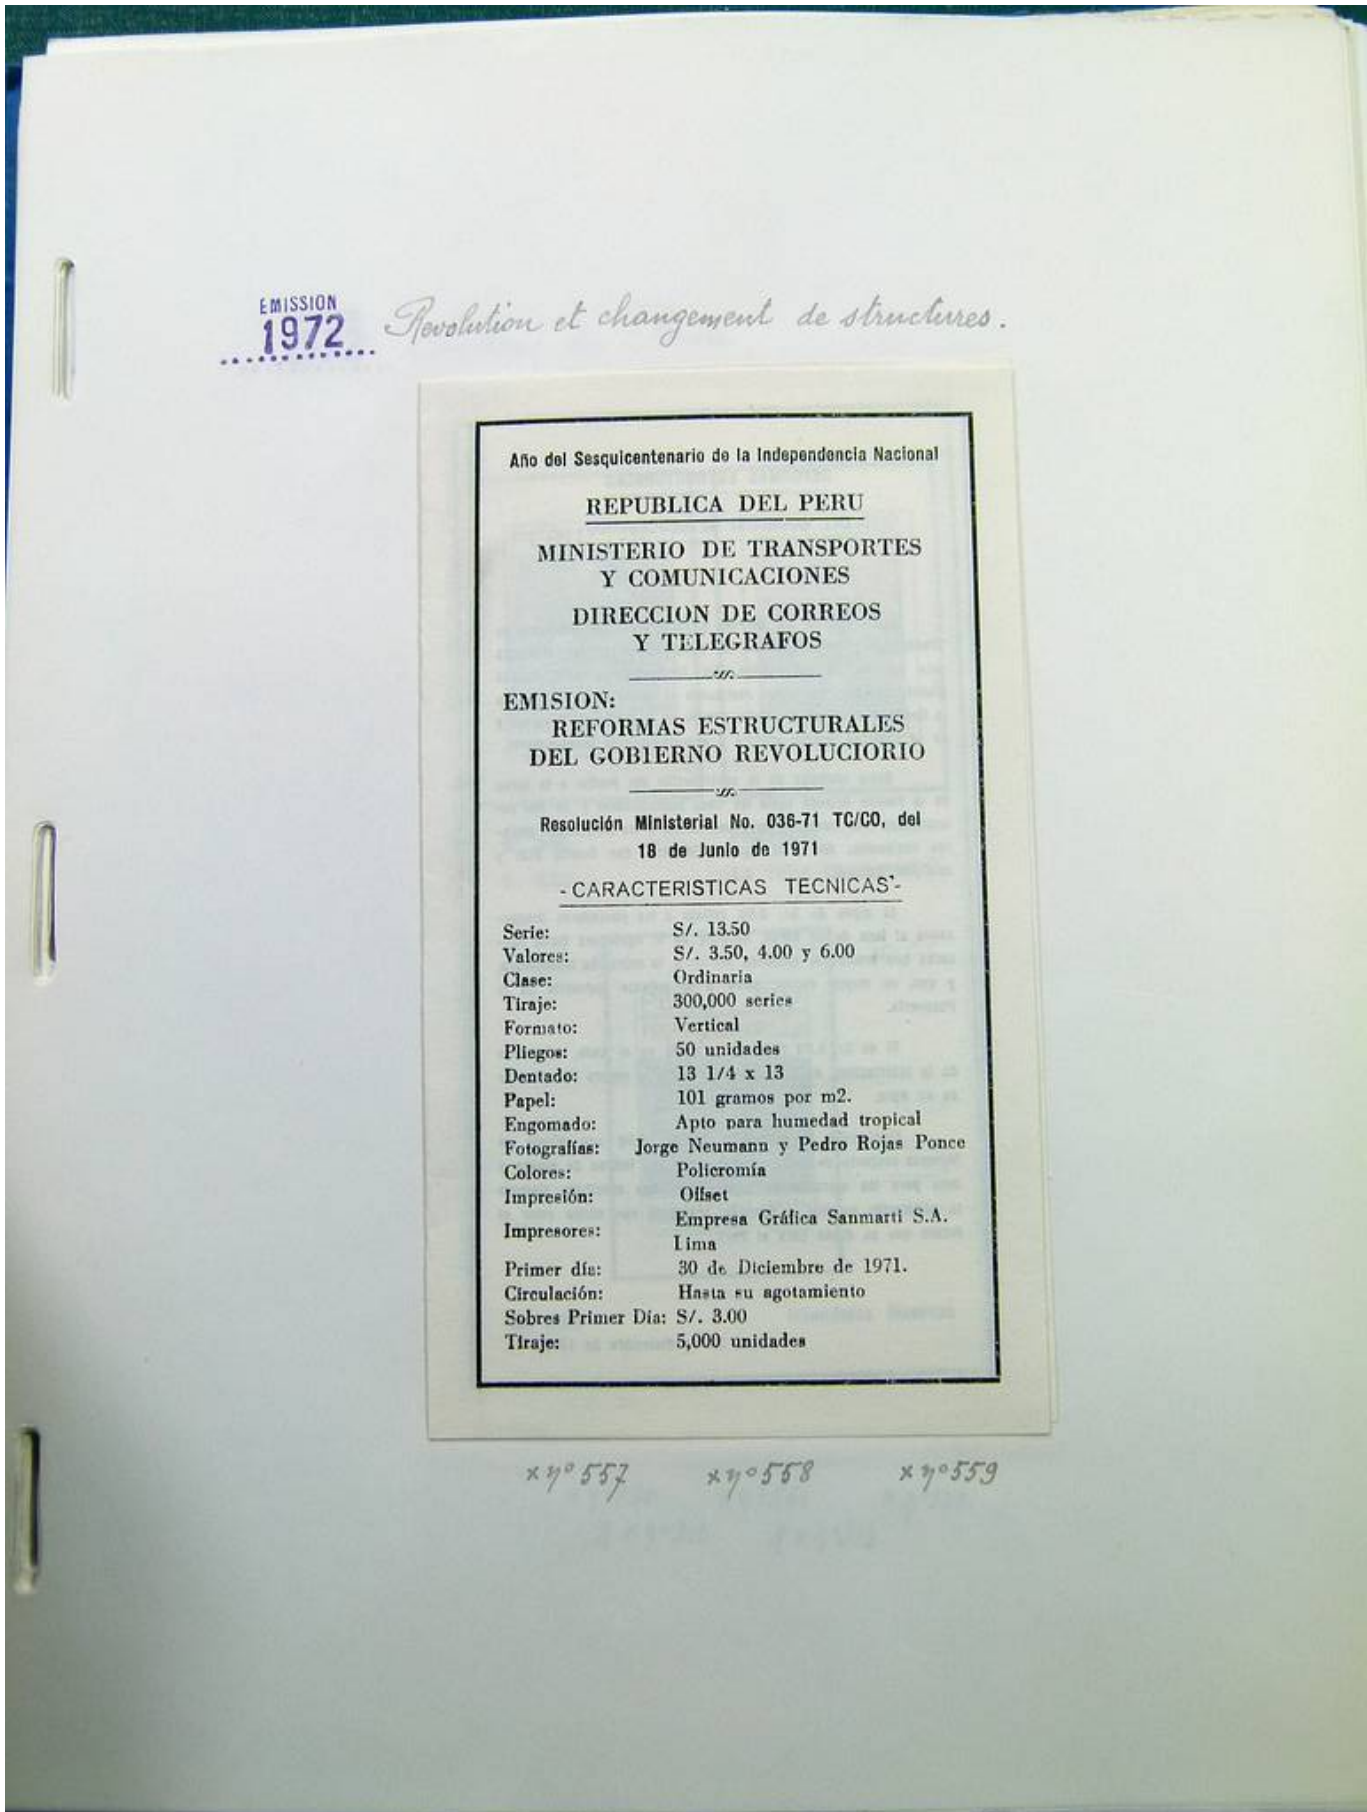 EMISSION
1972 Revolution et changement de structures.
Año del Sesquicentenario de la Independencia Nacional
REPUBLICA DEL PERU
MINISTERIO DE TRANSPORTES
Y COMUNICACIONES
DIRECCION DE CORREOS
Y TELEGRAFOS
EMISION:
REFORMAS ESTRUCTURALES
DEL GOBIERNO REVOLUCIORIO
Resolución Ministerial No. 036-71 TC/CO, del
18 de Junio de 1971
- CARACTERISTICAS TECNICAS -
Serie: S/. 13.50
Valores: S/. 3.50, 4.00 y 6.00
Clase: Ordinaria
Tiraje: 300,000 series
Formato: Vertical
Pliegos: 50 unidades
Dentado: 13 1/4 x 13
Papel: 101 gramos por m2.
Engomado: Apto para humedad tropical
Fotografías: Jorge Neumann y Pedro Rojas Ponce
Colores: Policromía
Impresión: Offset
Impresores: Empresa Gráfica Sanmarti S.A.
Lima
Primer día: 30 de Diciembre de 1971.
Circulación: Hasta su agotamiento
Sobres Primer Día: S/. 3.00
Tiraje: 5,000 unidades
x nº 557 x nº 558 x nº 559